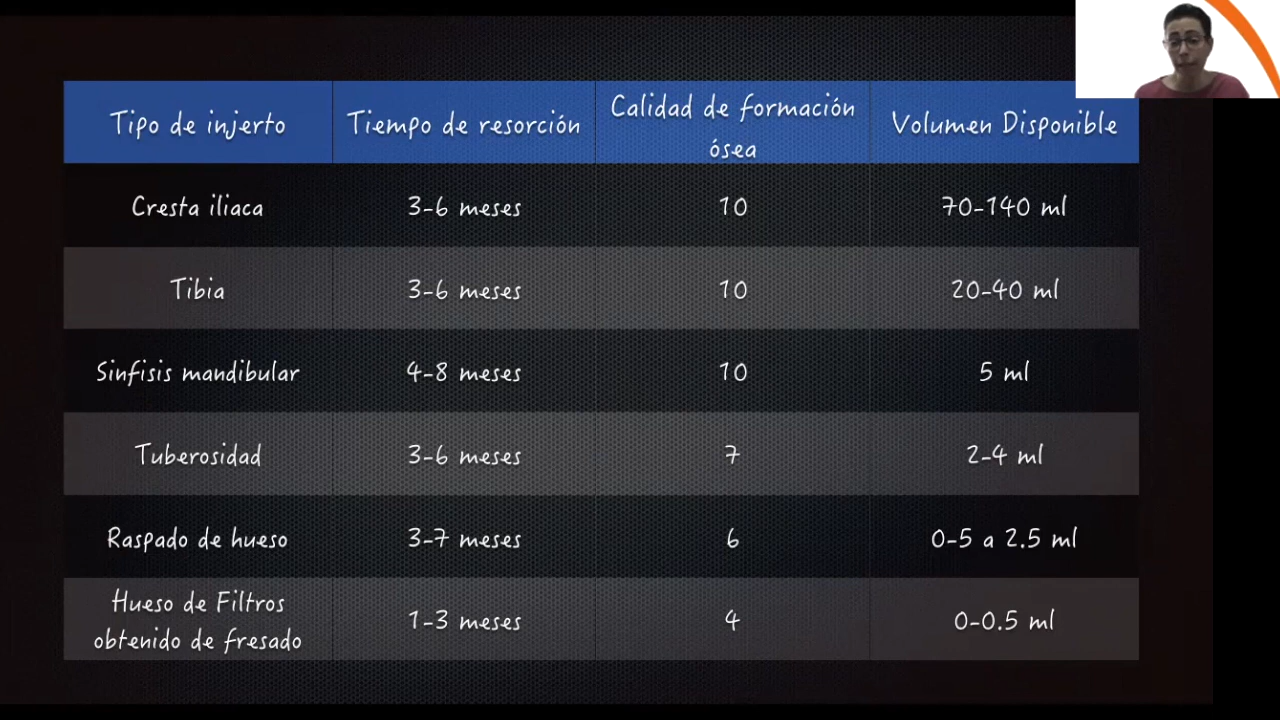 Tipo de injerto Tiempo de resorción Calidad de formación ósea Volumen Disponible
Cresta iliaca 3-6 meses 10 70-140 ml
Tibia 3-6 meses 10 20-40 ml
Sinfisis mandibular 4-8 meses 10 5 ml
Tuberosidad 3-6 meses 7 2-4 ml
Raspado de hueso 3-7 meses 6 0-5 a 2.5 ml
Hueso de Filtros obtenido de fresado 1-3 meses 4 0-0.5 ml